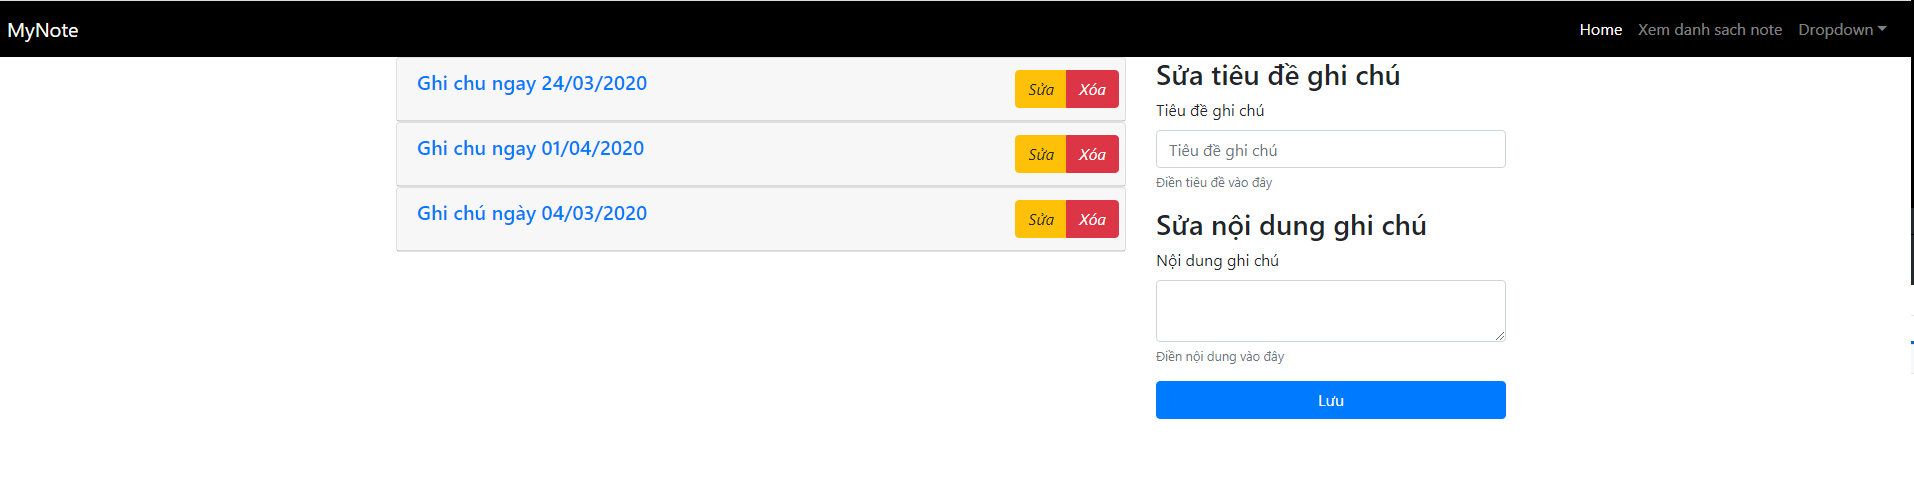 MyNote
Home Xem danh sach note Dropdown
Ghi chu ngay 24/03/2020
Sửa Xóa
Ghi chu ngay 01/04/2020
Sửa Xóa
Ghi chú ngày 04/03/2020
Sửa Xóa
Sửa tiêu đề ghi chú
Tiêu đề ghi chú
Tiêu đề ghi chú
Điền tiêu đề vào đây
Sửa nội dung ghi chú
Nội dung ghi chú
Điền nội dung vào đây
Lưu